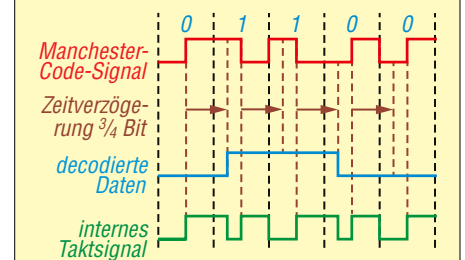 0 1 1 0 0
Manchester-
Code-Signal
Zeitverzöge-
rung 3/4 Bit
decodierte
Daten
internes
Taktsignal